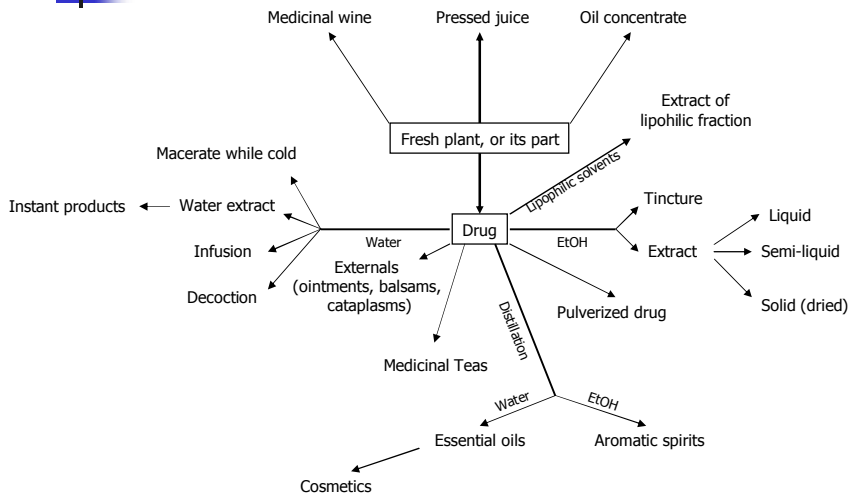 Medicinal wine
Pressed juice
Oil concentrate
Extract of
lipohilic fraction
Fresh plant, or its part
Macerate while cold
Lipophilic solvents
Instant products
Water extract
Tincture
Liquid
Drug
Water
EtOH
Infusion
Extract
Semi-liquid
Externals
(ointments, balsams,
cataplasms)
Decoction
Solid (dried)
Pulverized drug
Distillation
Medicinal Teas
Water
EtOH
Essential oils
Aromatic spirits
Cosmetics